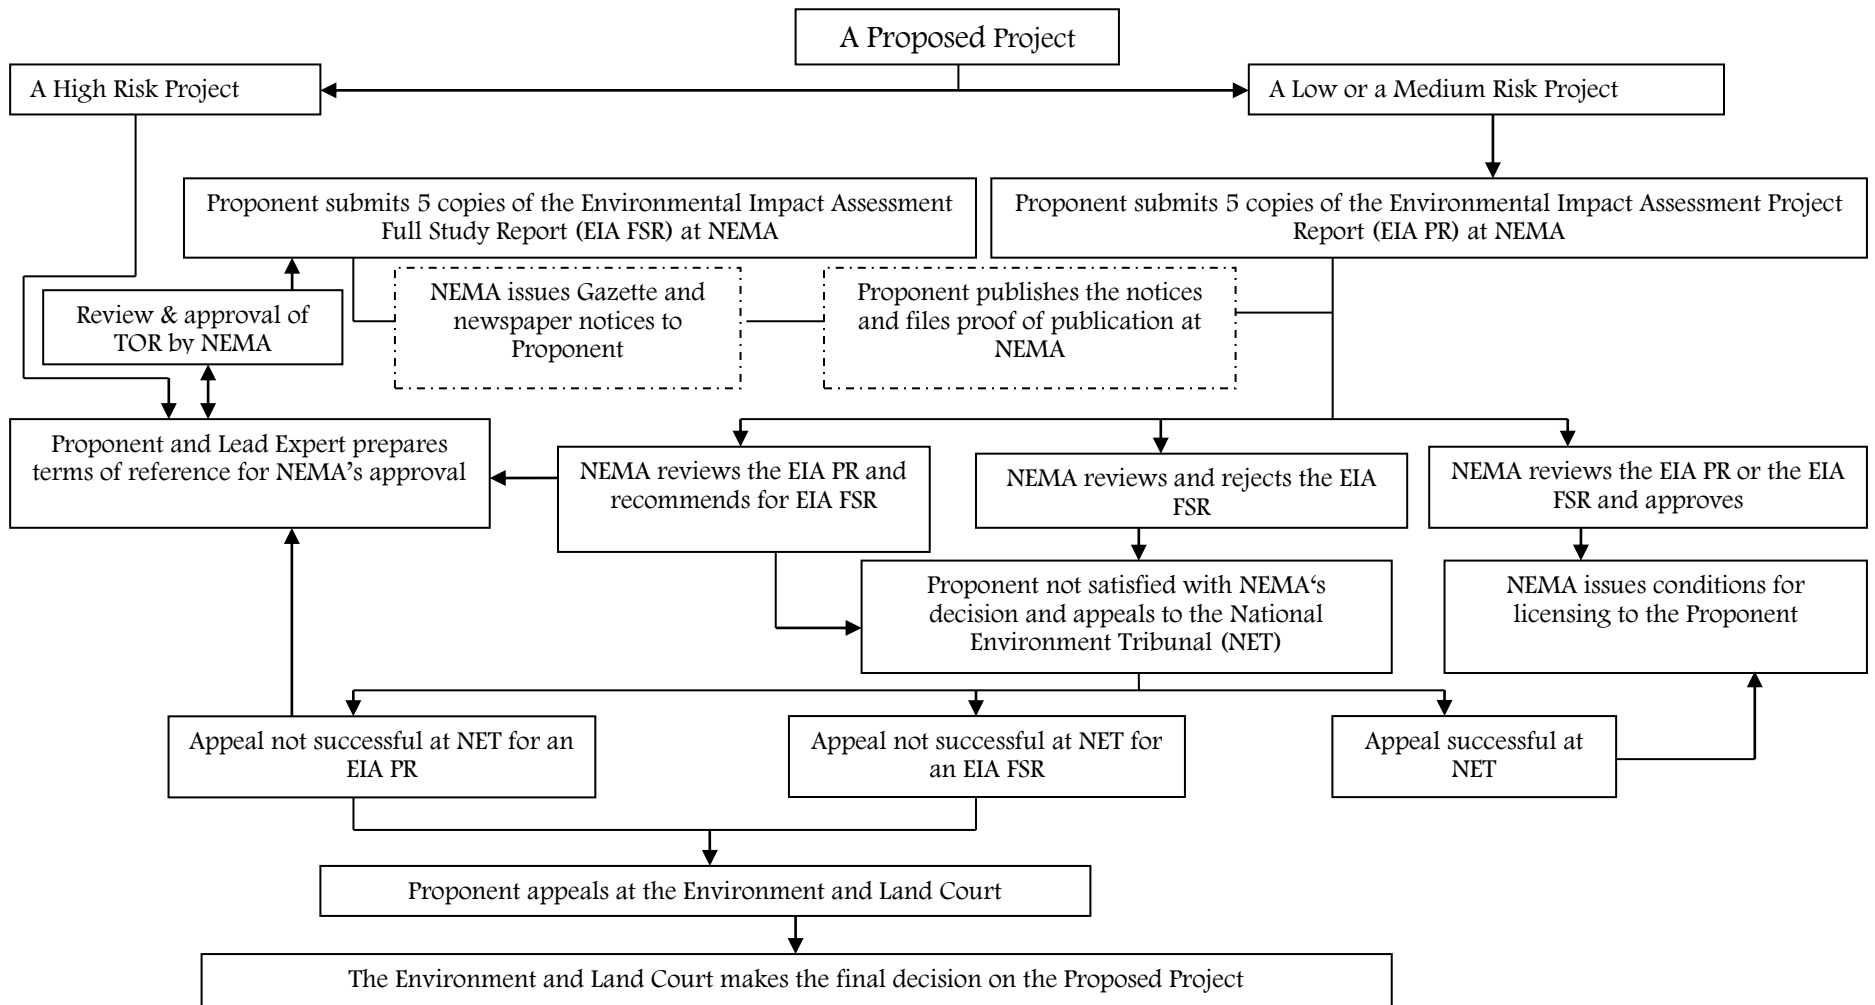 A Proposed Project
A High Risk Project
A Low or a Medium Risk Project
Proponent submits 5 copies of the Environmental Impact Assessment
Full Study Report (EIA FSR) at NEMA
Proponent submits 5 copies of the Environmental Impact Assessment Project
Report (EIA PR) at NEMA
Review & approval of
TOR by NEMA
NEMA issues Gazette and
newspaper notices to
Proponent
Proponent publishes the notices
and files proof of publication at
NEMA
Proponent and Lead Expert prepares
terms of reference for NEMA’s approval
NEMA reviews the EIA PR and
recommends for EIA FSR
NEMA reviews and rejects the EIA
FSR
NEMA reviews the EIA PR or the EIA
FSR and approves
Proponent not satisfied with NEMA‘s
decision and appeals to the National
Environment Tribunal (NET)
NEMA issues conditions for
licensing to the Proponent
Appeal not successful at NET for an
EIA PR
Appeal not successful at NET for
an EIA FSR
Appeal successful at
NET
Proponent appeals at the Environment and Land Court
The Environment and Land Court makes the final decision on the Proposed Project